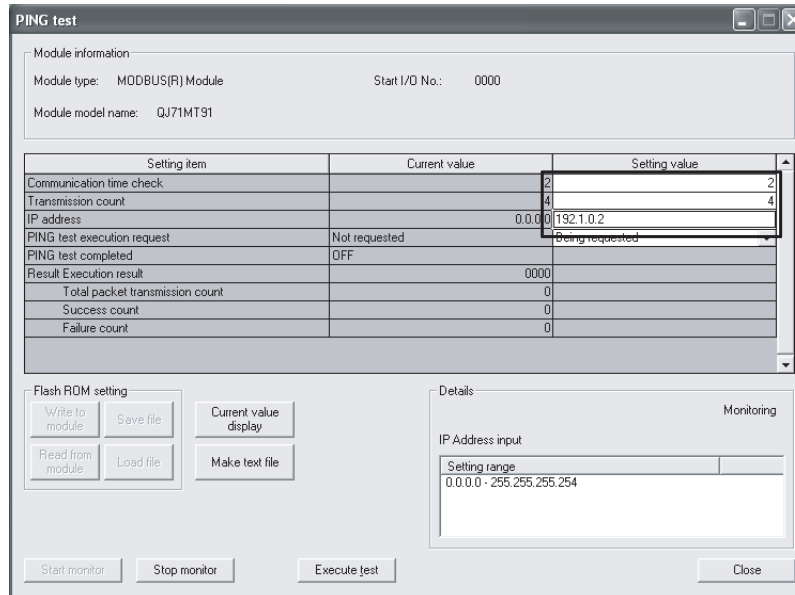 PING test
Module information
Module type: MODBUS(R) Module Start I/O No.: 0000
Module model name: QJ71MT91
Setting item Current value Setting value
Communication time check 2 2
Transmission count 4 4
IP address 0.0.0.0 192.1.0.2
PING test execution request Not requested Being requested
PING test completed OFF
Result Execution result 0000
Total packet transmission count 0
Success count 0
Failure count 0
Flash ROM setting
Write to module Save file
Read from module Load file
Current value display
Make text file
Details
Monitoring
IP Address input
Setting range
0.0.0.0 - 255.255.255.254
Start monitor Stop monitor Execute test Close